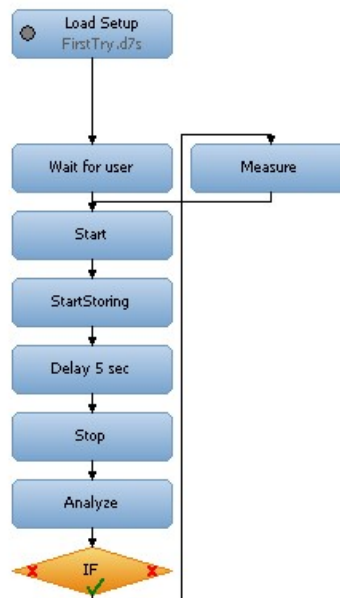 Load Setup
FirstTry.d7s
Wait for user
Measure
Start
StartStoring
Delay 5 sec
Stop
Analyze
IF